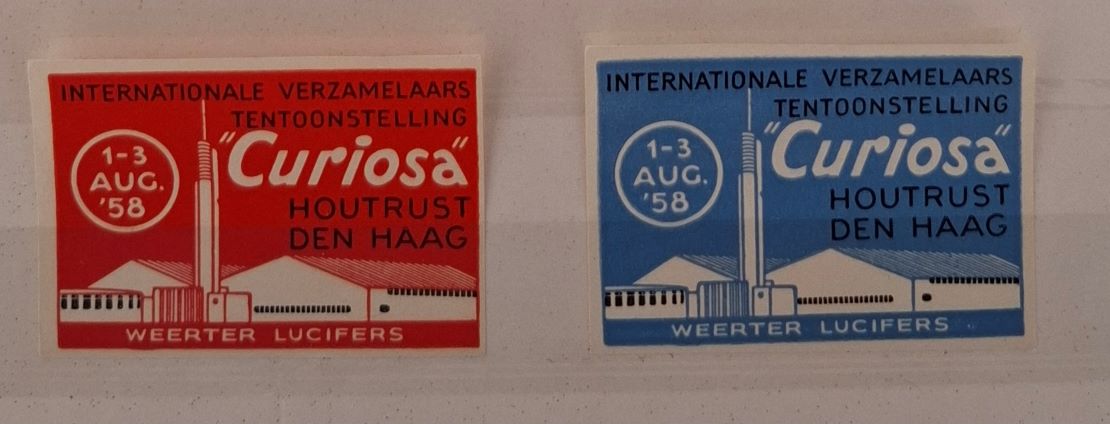 INTERNATIONALE VERZAMELAARS
TENTOONSTELLING
"Curiosa"
1-3
AUG.
'58
HOUTRUST
DEN HAAG
WEERTER LUCIFERS
INTERNATIONALE VERZAMELAARS
TENTOONSTELLING
"Curiosa"
1-3
AUG.
'58
HOUTRUST
DEN HAAG
WEERTER LUCIFERS